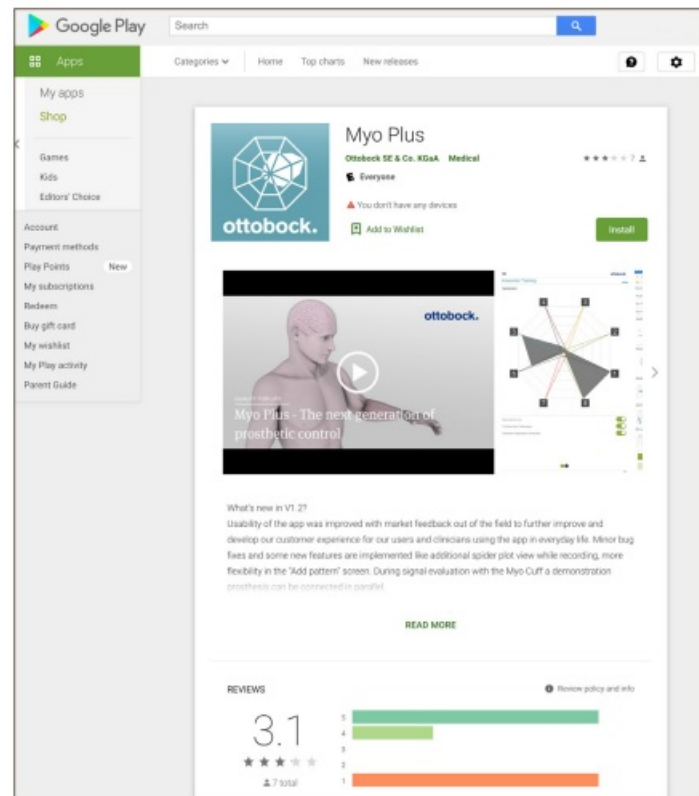 Google Play
Search
Apps
Categories
Home
Top charts
New releases
My apps
Shop
Games
Kids
Editors' Choice
Account
Payment methods
Play Points New
My subscriptions
Redeem
Buy gift card
My wishlist
My Play activity
Parent Guide
ottobock.
Myo Plus
Ottobock SE & Co. KGaA Medical
7
Everyone
You don't have any devices
Add to Wishlist
Install
ottobock.
Myo Plus - The next generation of
prosthetic control
What's new in V1.2?
Usability of the app was improved with market feedback out of the field to further improve and
develop our customer experience for our users and clinicians using the app in everyday life. Minor bug
fixes and some new features are implemented like additional spider plot view while recording, more
flexibility in the "Add pattern" screen. During signal evaluation with the Myo Cuff a demonstration
prosthesis can be connected in parallel.
READ MORE
REVIEWS
Review policy and info
3.1
7 total
5
4
3
2
1